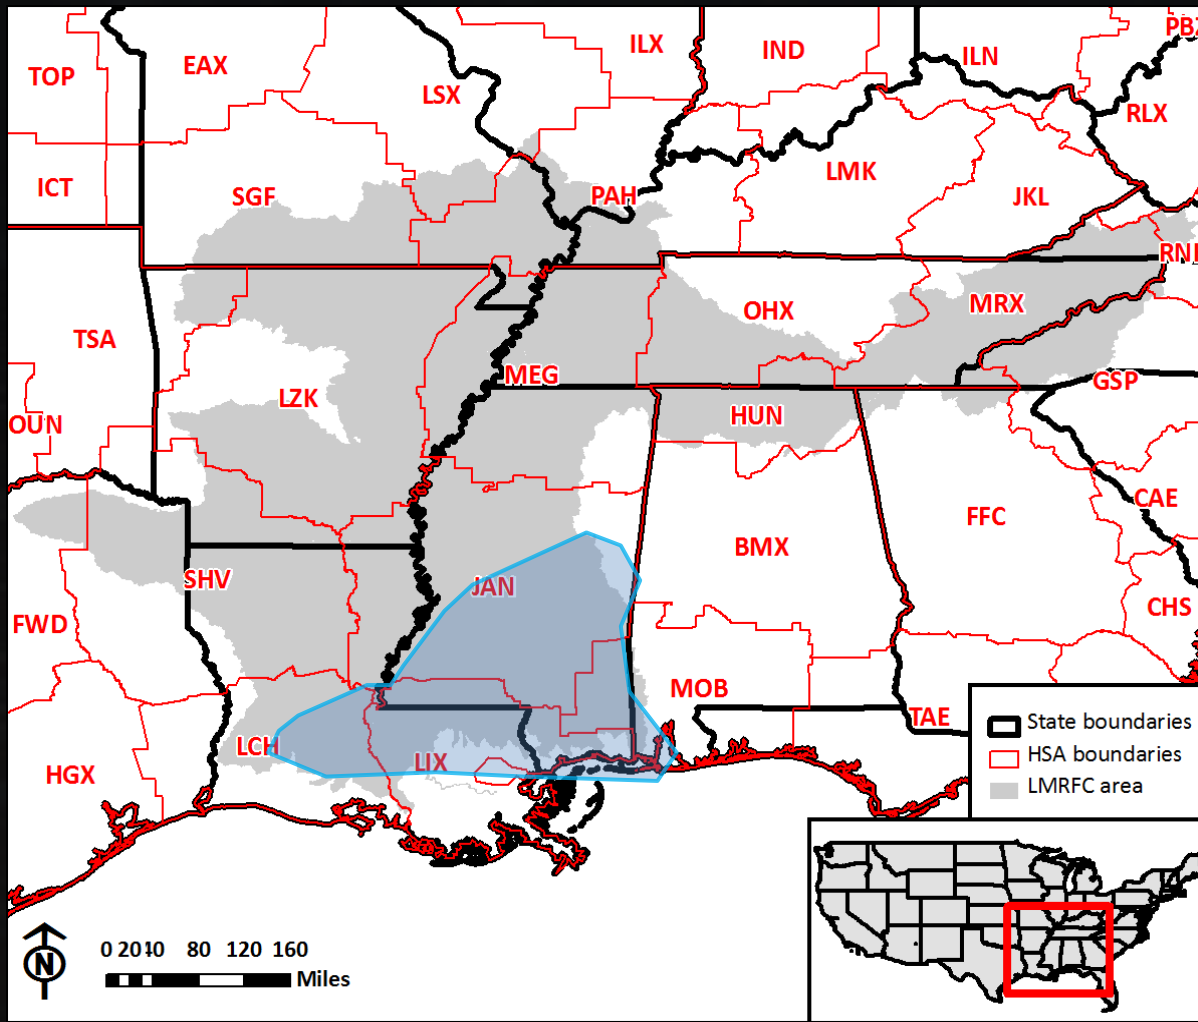 PBZ
ILX
IND
ILN
EAX
TOP
LSX
RLX
LMK
ICT
SGF
PAH
JKL
RNK
MRX
OHX
TSA
MEG
GSP
LZK
HUN
OUN
CAE
FFC
BMX
SHV
JAN
CHS
FWD
MOB
TAE
LCH
LIX
HGX
State boundaries
HSA boundaries
LMRFC area
N
0 20 40 80 120 160
Miles